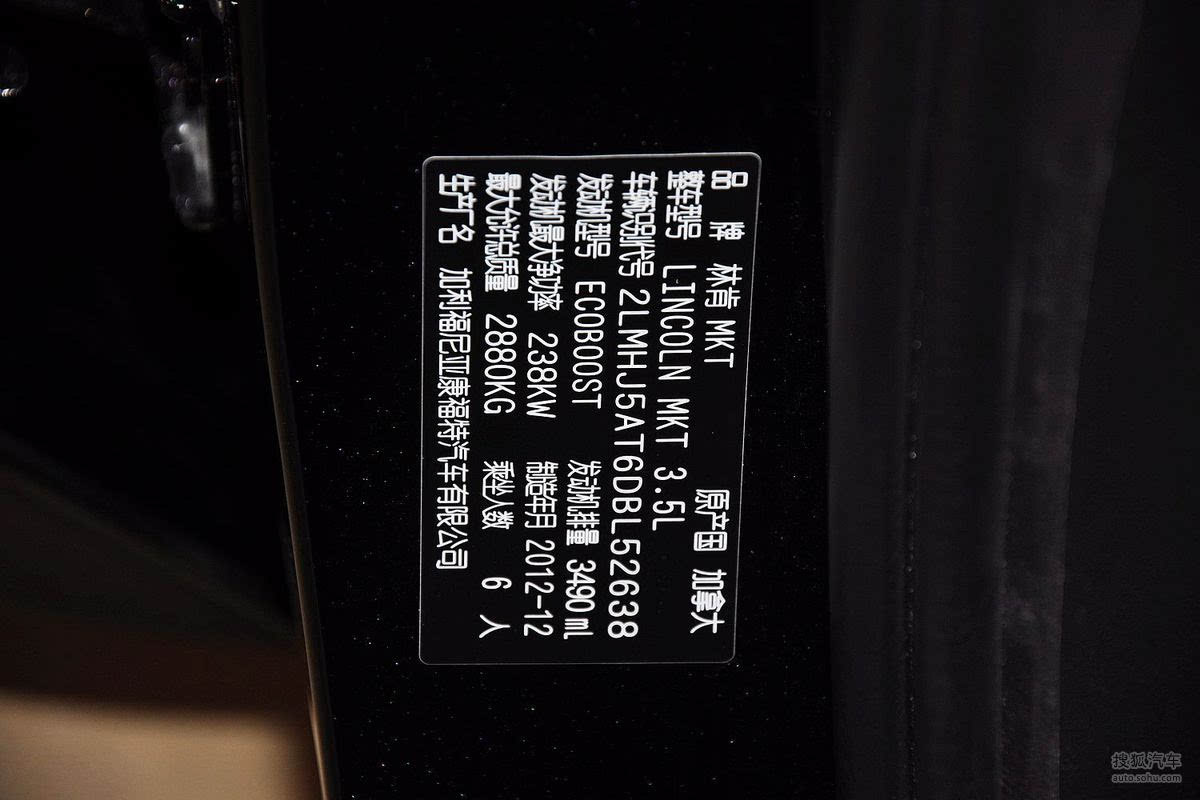 品 牌 林肯 MKT 原产国 加拿大
整车型号 LINCOLN MKT 3.5L
车辆识别代号 2LMHJ5AT6DBL52638
发动机型号 ECOBOOST 发动机排量 3490 ml
发动机最大净功率 238KW 制造年月 2012-12
最大允许总质量 2880KG 乘坐人数 6 人
生产厂名 加利福尼亚康福特汽车有限公司
搜狐汽车
auto.sohu.com